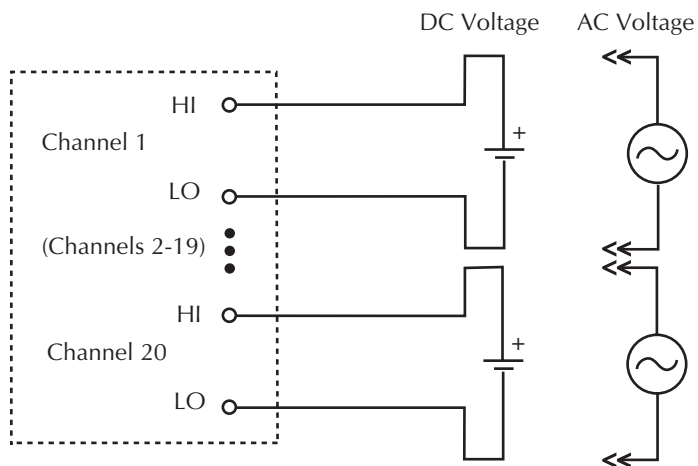 DC Voltage
AC Voltage
HI
Channel 1
+
LO
(Channels 2-19)
HI
Channel 20
+
LO